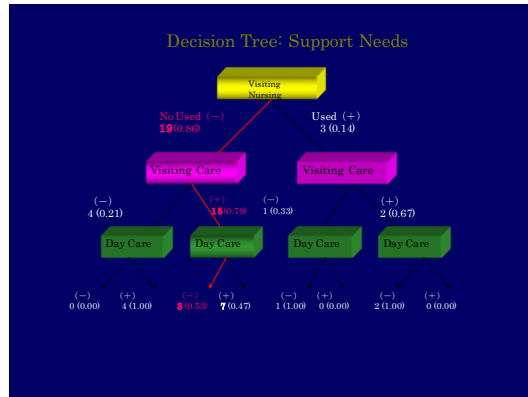 Decision Tree: Support Needs
Visiting
Nursing
No Used (−)
19 (0.86)
Used (+)
3 (0.14)
Visiting Care
Visiting Care
(−)
4 (0.21)
(+)
15 (0.79)
(−)
1 (0.33)
(+)
2 (0.67)
Day Care
Day Care
Day Care
Day Care
(−)
0 (0.00)
(+)
4 (1.00)
(−)
8 (0.53)
(+)
7 (0.47)
(−)
1 (1.00)
(+)
0 (0.00)
(−)
2 (1.00)
(+)
0 (0.00)